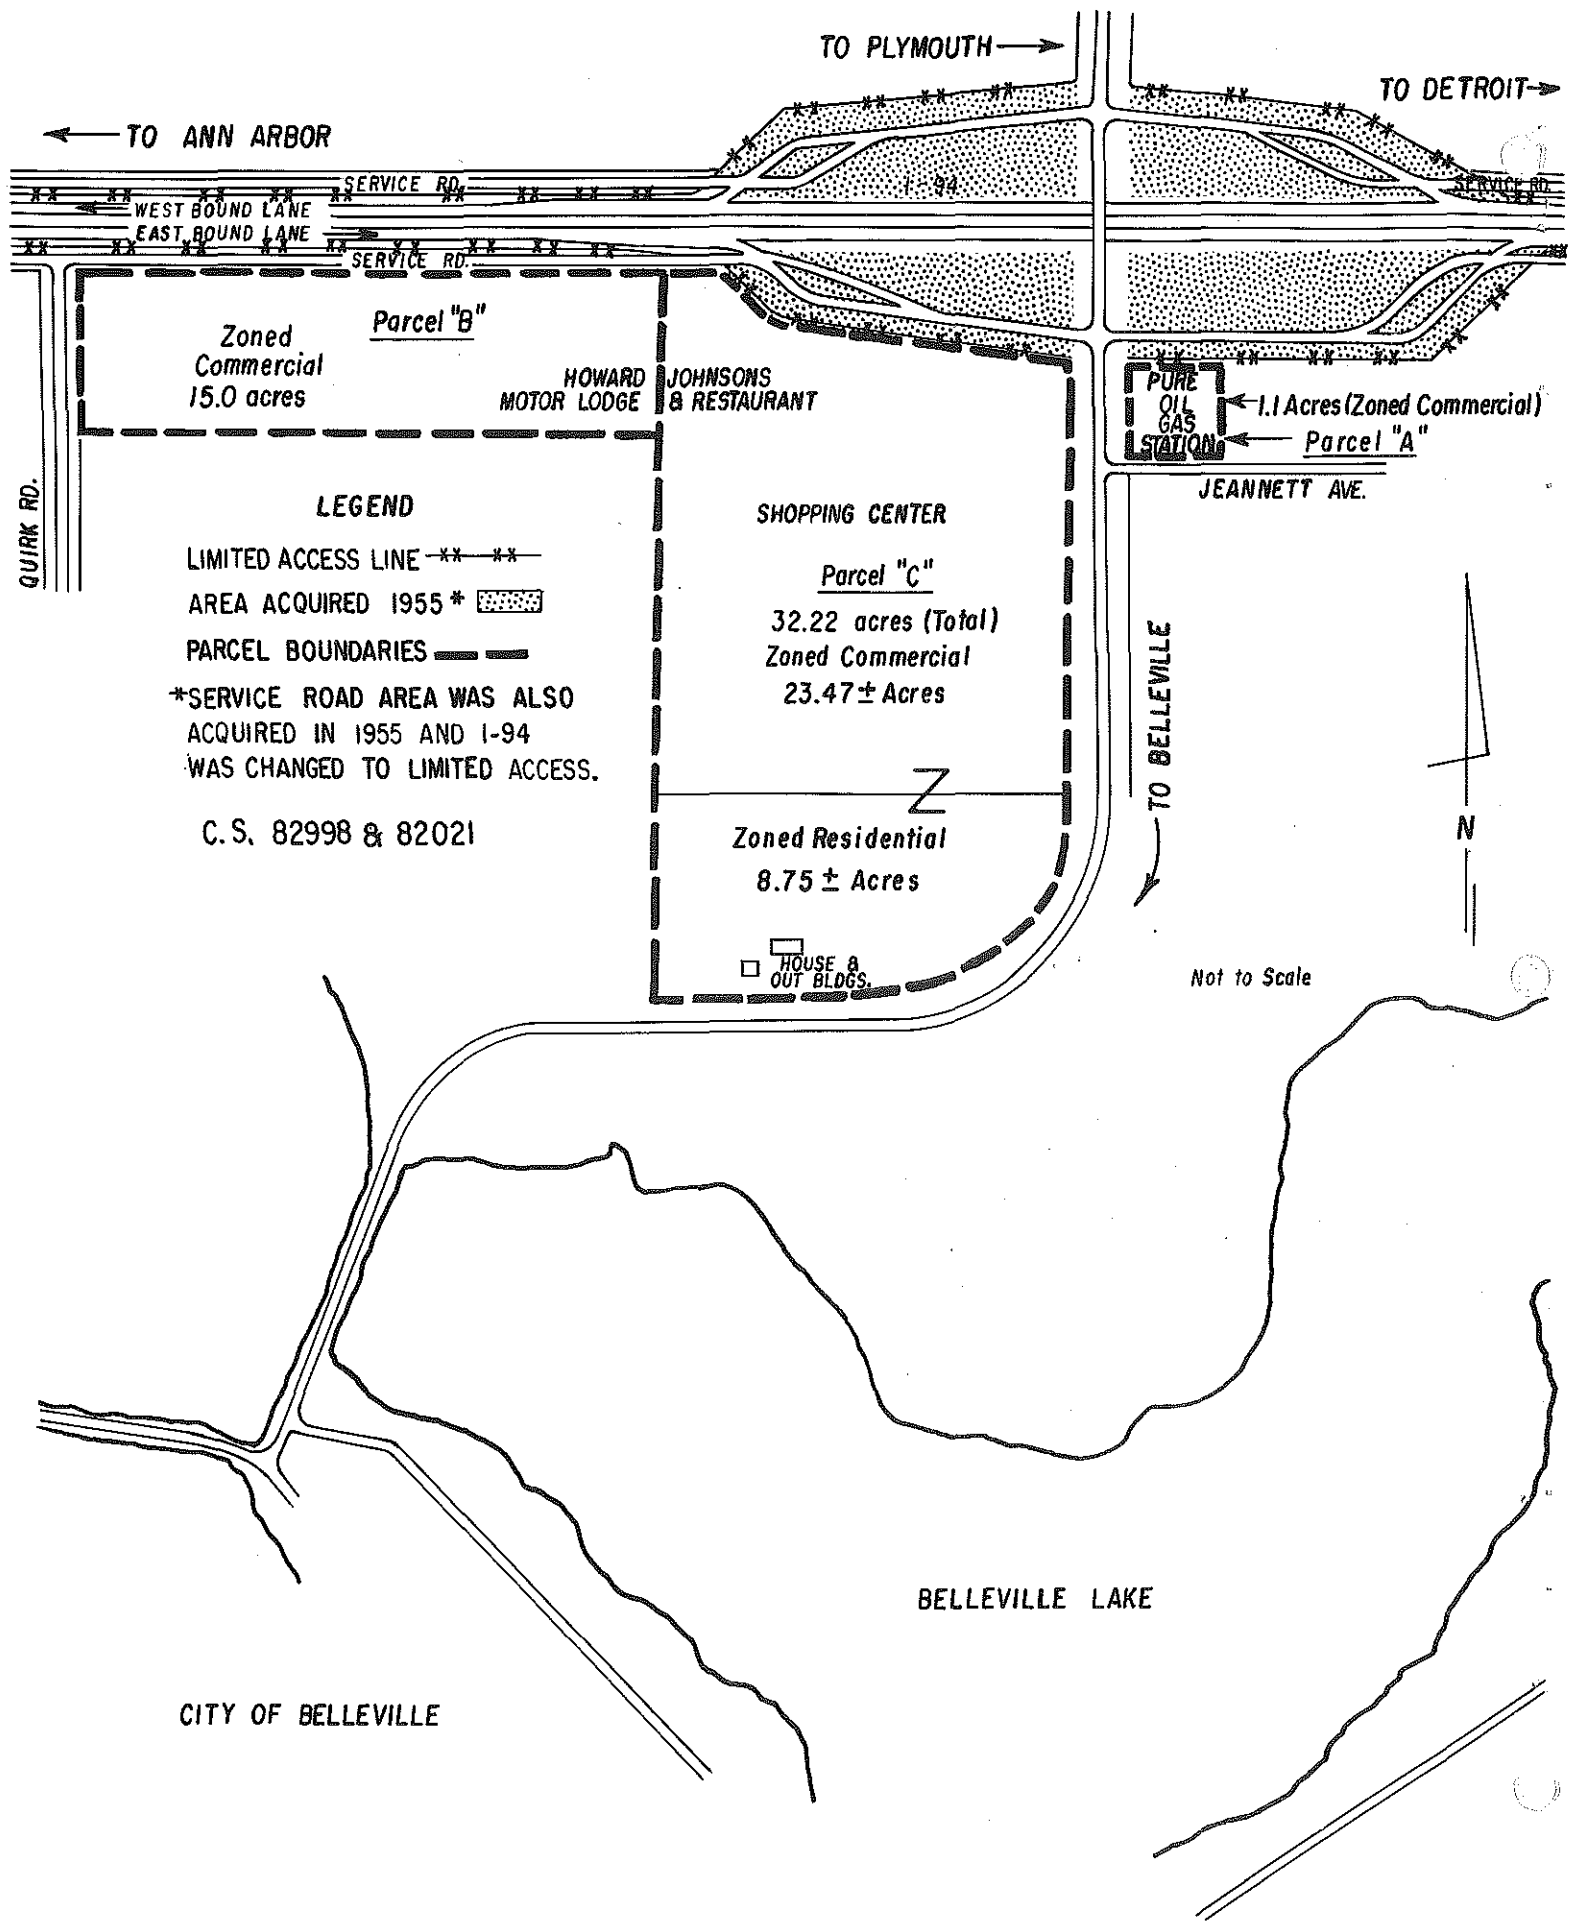 TO PLYMOUTH
TO DETROIT
TO ANN ARBOR
SERVICE RD.
I-94
SERVICE RD.
WEST BOUND LANE
EAST BOUND LANE
SERVICE RD.
Parcel "B"
Zoned
Commercial
15.0 acres
HOWARD JOHNSONS
MOTOR LODGE & RESTAURANT
PURE
OIL
GAS
STATION
1.1 Acres (Zoned Commercial)
Parcel "A"
JEANNETT AVE.
QUIRK RD.
LEGEND
LIMITED ACCESS LINE
AREA ACQUIRED 1955*
PARCEL BOUNDARIES
*SERVICE ROAD AREA WAS ALSO
ACQUIRED IN 1955 AND I-94
WAS CHANGED TO LIMITED ACCESS.
C.S. 82998 & 82021
SHOPPING CENTER
Parcel "C"
32.22 acres (Total)
Zoned Commercial
23.47± Acres
Z
Zoned Residential
8.75 ± Acres
HOUSE &
OUT BLDGS.
TO BELLEVILLE
N
Not to Scale
BELLEVILLE LAKE
CITY OF BELLEVILLE